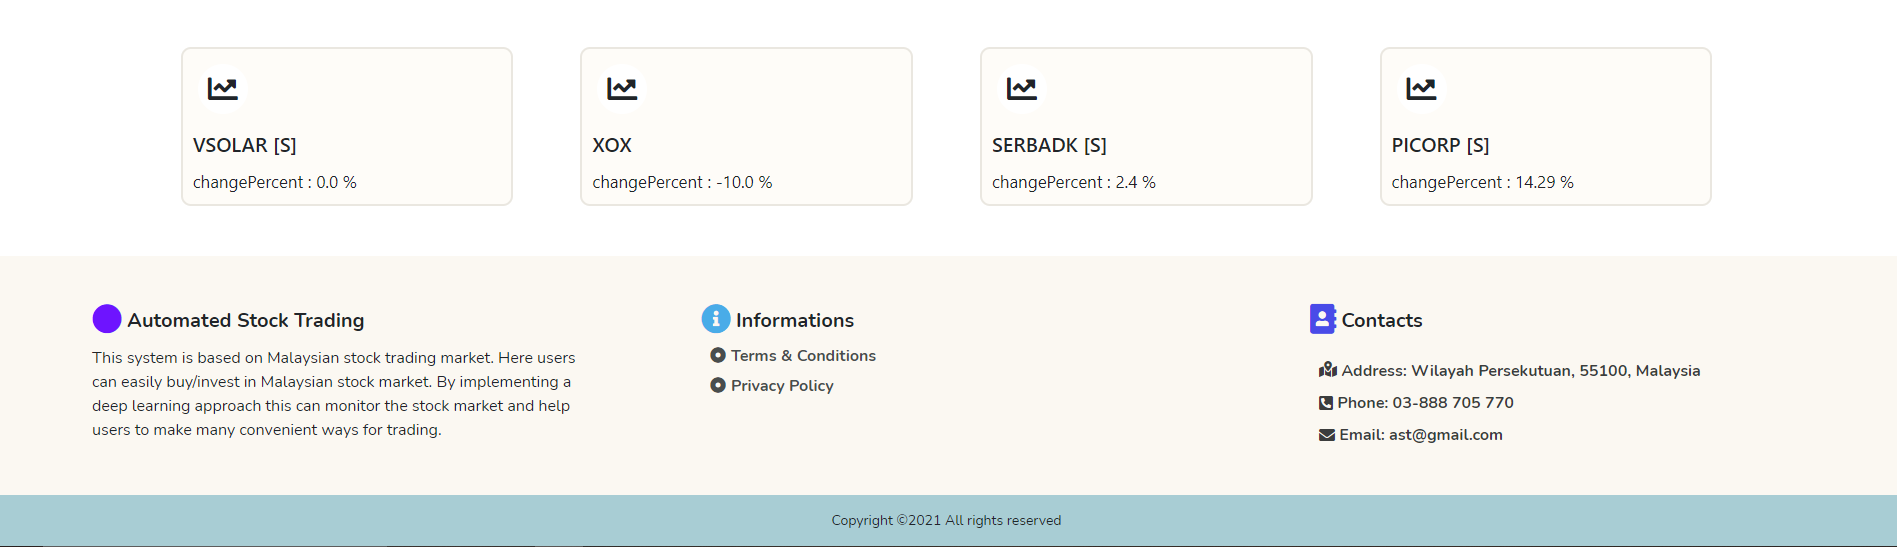 VSOLAR [S]
changePercent : 0.0 %
XOX
changePercent : -10.0 %
SERBADK [S]
changePercent : 2.4 %
PICORP [S]
changePercent : 14.29 %
Automated Stock Trading
This system is based on Malaysian stock trading market. Here users
can easily buy/invest in Malaysian stock market. By implementing a
deep learning approach this can monitor the stock market and help
users to make many convenient ways for trading.
Informations
Terms & Conditions
Privacy Policy
Contacts
Address: Wilayah Persekutuan, 55100, Malaysia
Phone: 03-888 705 770
Email: ast@gmail.com
Copyright ©2021 All rights reserved